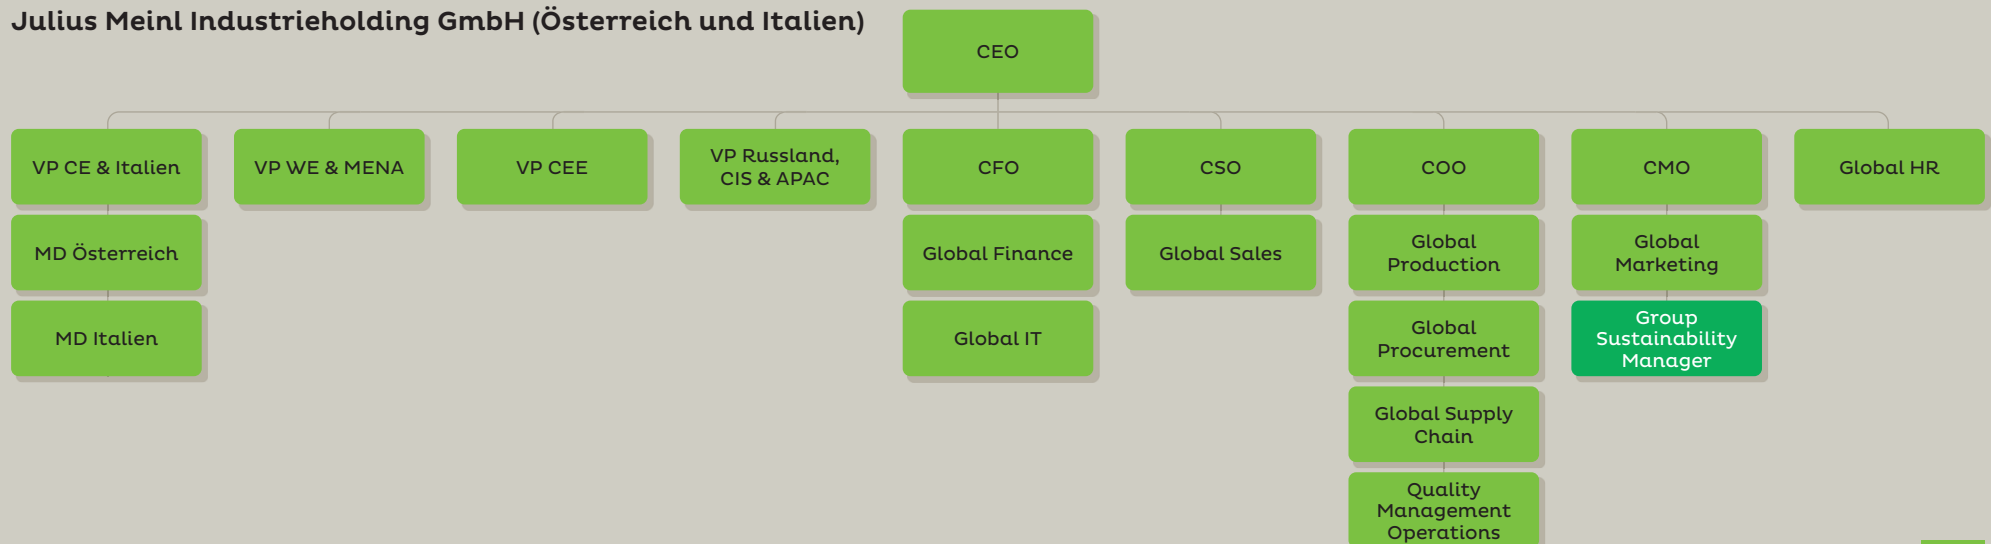 Julius Meinl Industrieholding GmbH (Österreich und Italien)
CEO
VP CE & Italien
VP WE & MENA
VP CEE
VP Russland,
CIS & APAC
CFO
CSO
COO
CMO
Global HR
MD Österreich
Global Finance
Global Sales
Global
Production
Global
Marketing
MD Italien
Global IT
Global
Procurement
Group
Sustainability
Manager
Global Supply
Chain
Quality
Management
Operations